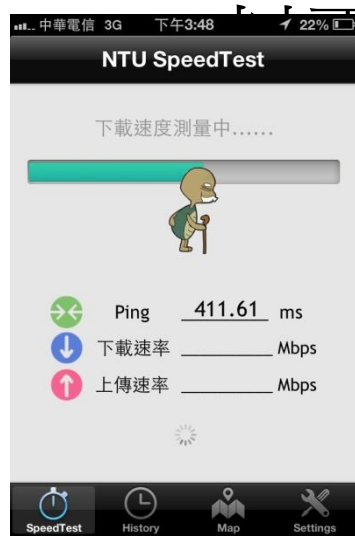 中華電信 3G 下午3:48 22%
NTU SpeedTest
下載速度測量中......
Ping 411.61 ms
下載速率 Mbps
上傳速率 Mbps
SpeedTest History Map Settings